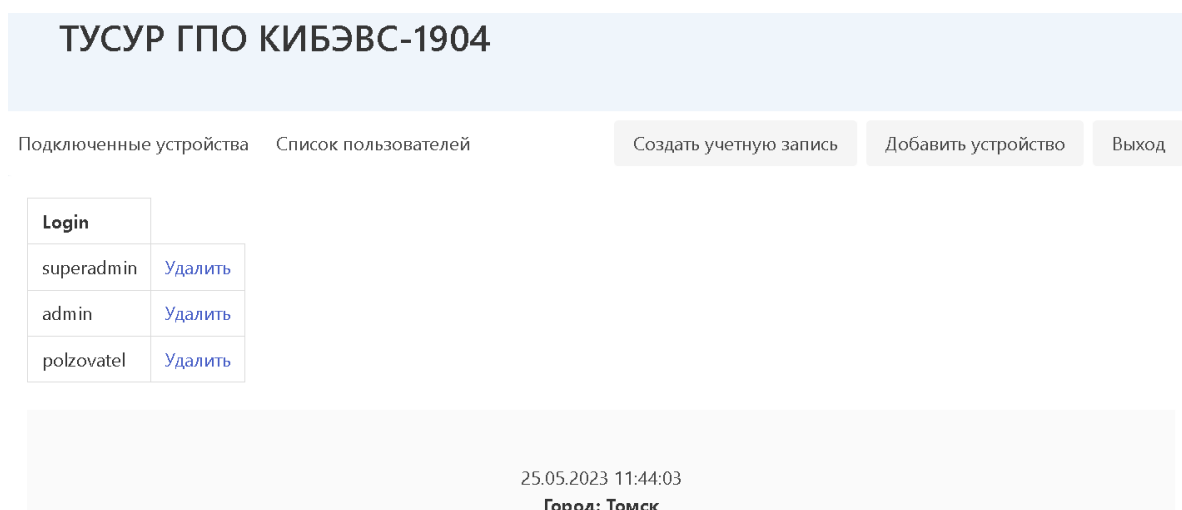 ТУСУР ГПО КИБЭВС-1904
Подключенные устройства Список пользователей Создать учетную запись Добавить устройство Выход
Login
superadmin Удалить
admin Удалить
polzovatel Удалить
25.05.2023 11:44:03
Город: Томск